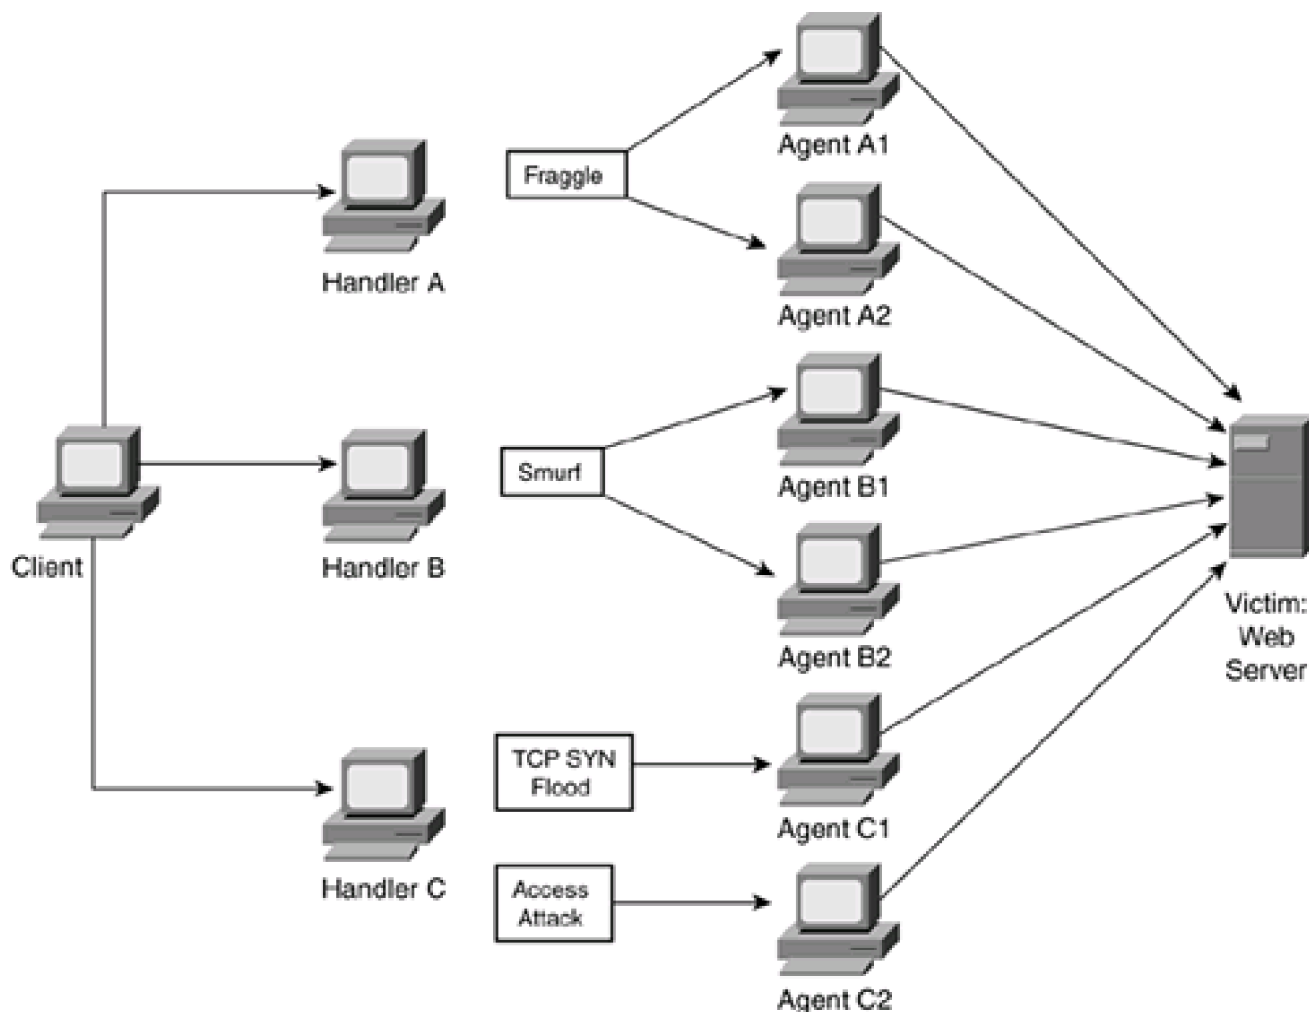 Agent A1
Fraggle
Handler A
Agent A2
Agent B1
Smurf
Client
Handler B
Agent B2
Victim:
Web
Server
TCP SYN
Flood
Agent C1
Handler C
Access
Attack
Agent C2